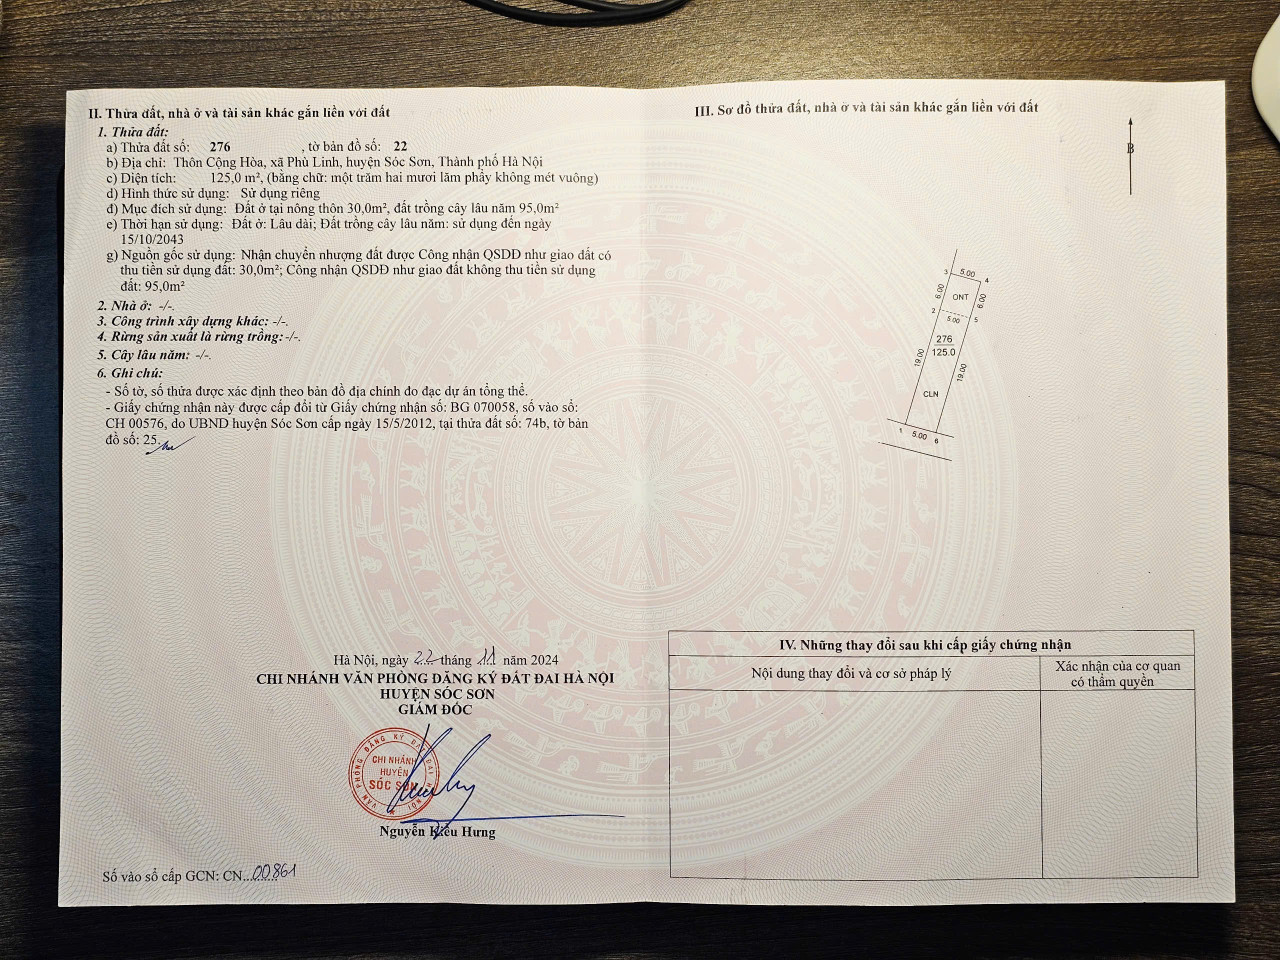 II. Thửa đất, nhà ở và tài sản khác gắn liền với đất
1. Thửa đất:
a) Thửa đất số: 276 , tờ bản đồ số: 22
b) Địa chỉ: Thôn Cộng Hòa, xã Phù Linh, huyện Sóc Sơn, Thành phố Hà Nội
c) Diện tích: 125,0 m², (bằng chữ: một trăm hai mươi lăm phẩy không mét vuông)
d) Hình thức sử dụng: Sử dụng riêng
đ) Mục đích sử dụng: Đất ở tại nông thôn 30,0m², đất trồng cây lâu năm 95,0m²
e) Thời hạn sử dụng: Đất ở: Lâu dài; Đất trồng cây lâu năm: sử dụng đến ngày
15/10/2043
g) Nguồn gốc sử dụng: Nhận chuyển nhượng đất được Công nhận QSDĐ như giao đất có
thu tiền sử dụng đất: 30,0m²; Công nhận QSDĐ như giao đất không thu tiền sử dụng
đất: 95,0m²
2. Nhà ở: -/-.
3. Công trình xây dựng khác: -/-.
4. Rừng sản xuất là rừng trồng: -/-.
5. Cây lâu năm: -/-.
6. Ghi chú:
- Số tờ, số thửa được xác định theo bản đồ địa chính đo đạc dự án tổng thể.
- Giấy chứng nhận này được cấp đổi từ Giấy chứng nhận số: BG 070058, số vào sổ:
CH 00576, do UBND huyện Sóc Sơn cấp ngày 15/5/2012, tại thửa đất số: 74b, tờ bản
đồ số: 25.
Hà Nội, ngày 22 tháng 11 năm 2024
CHI NHÁNH VĂN PHÒNG ĐĂNG KÝ ĐẤT ĐAI HÀ NỘI
HUYỆN SÓC SƠN
GIÁM ĐỐC
VĂN PHÒNG ĐĂNG KÝ ĐẤT ĐAI HÀ NỘI
CHI NHÁNH
HUYỆN
SÓC SƠN
Nguyễn Kiều Hưng
Số vào sổ cấp GCN: CN...00861
III. Sơ đồ thửa đất, nhà ở và tài sản khác gắn liền với đất
B
3 5.00 4
6.00 ONT 6.00
2 5.00 5
276
125.0
19.00 19.00
CLN
1 5.00 6
IV. Những thay đổi sau khi cấp giấy chứng nhận
Nội dung thay đổi và cơ sở pháp lý
Xác nhận của cơ quan
có thẩm quyền